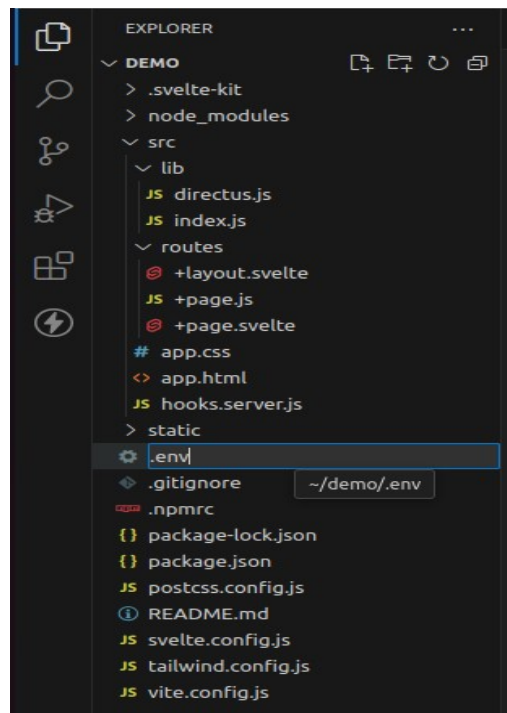 EXPLORER ...
DEMO
.svelte-kit
node_modules
src
lib
JS directus.js
JS index.js
routes
+layout.svelte
JS +page.js
+page.svelte
# app.css
<> app.html
JS hooks.server.js
static
.env
.gitignore ~/demo/.env
.npmrc
{} package-lock.json
{} package.json
JS postcss.config.js
README.md
JS svelte.config.js
JS tailwind.config.js
JS vite.config.js